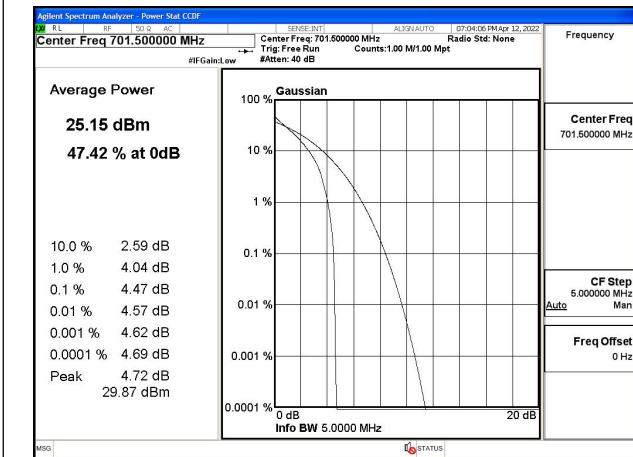 Agilent Spectrum Analyzer - Power Stat CCDF
RL RF 50 Ω AC SENSE:INT ALIGN AUTO 07:04:06 PM Apr 12, 2022
Center Freq 701.500000 MHz
Center Freq: 701.500000 MHz Radio Std: None
Trig: Free Run Counts:1.00 M/1.00 Mpt
#IFGain:Low #Atten: 40 dB
Frequency
Average Power
25.15 dBm
47.42 % at 0dB
10.0 % 2.59 dB
1.0 % 4.04 dB
0.1 % 4.47 dB
0.01 % 4.57 dB
0.001 % 4.62 dB
0.0001 % 4.69 dB
Peak 4.72 dB
29.87 dBm
Gaussian
100 %
10 %
1 %
0.1 %
0.01 %
0.001 %
0.0001 %
0 dB 20 dB
Info BW 5.0000 MHz
Center Freq
701.500000 MHz
CF Step
5.000000 MHz
Auto Man
Freq Offset
0 Hz
MSG STATUS